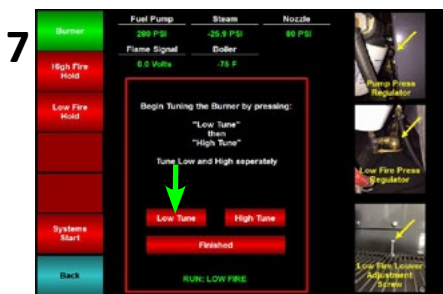 7
Burner
High Fire
Hold
Low Fire
Hold
Systems
Start
Back
Fuel Pump Steam Nozzle
200 PSI -25.9 PSI 80 PSI
Flame Signal Boiler
0.0 Volts -75 F
Begin Tuning the Burner by pressing:
"Low Tune"
then
"High Tune"
Tune Low and High seperately
Low Tune High Tune
Finished
RUN: LOW FIRE
Pump Press
Regulator
Low Fire Press
Regulator
Low Fire Louver
Adjustment
Screw